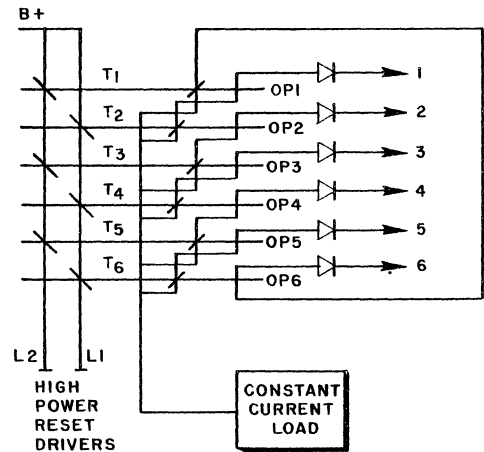 B+
T1
OP1
1
T2
OP2
2
T3
OP3
3
T4
OP4
4
T5
OP5
5
T6
OP6
6
L2
L1
HIGH
POWER
RESET
DRIVERS
CONSTANT
CURRENT
LOAD